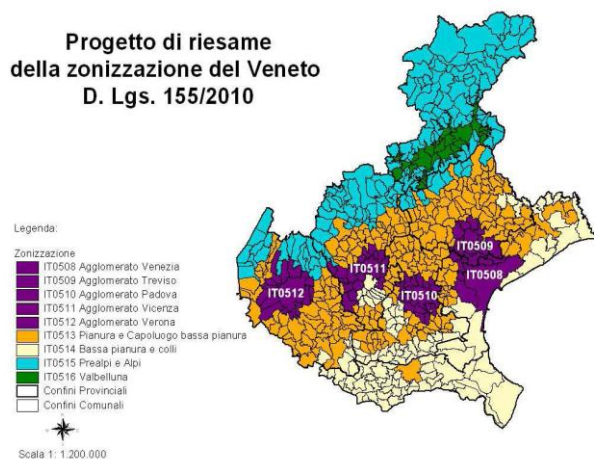 Progetto di riesame
della zonizzazione del Veneto
D. Lgs. 155/2010
Legenda:
Zonizzazione
IT0508 Agglomerato Venezia
IT0509 Agglomerato Treviso
IT0510 Agglomerato Padova
IT0511 Agglomerato Vicenza
IT0512 Agglomerato Verona
IT0513 Pianura e Capoluogo bassa pianura
IT0514 Bassa pianura e colli
IT0515 Prealpi e Alpi
IT0516 Valbelluna
Confini Provinciali
Confini Comunali
Scala 1: 1.200.000
IT0509
IT0511
IT0508
IT0512
IT0510